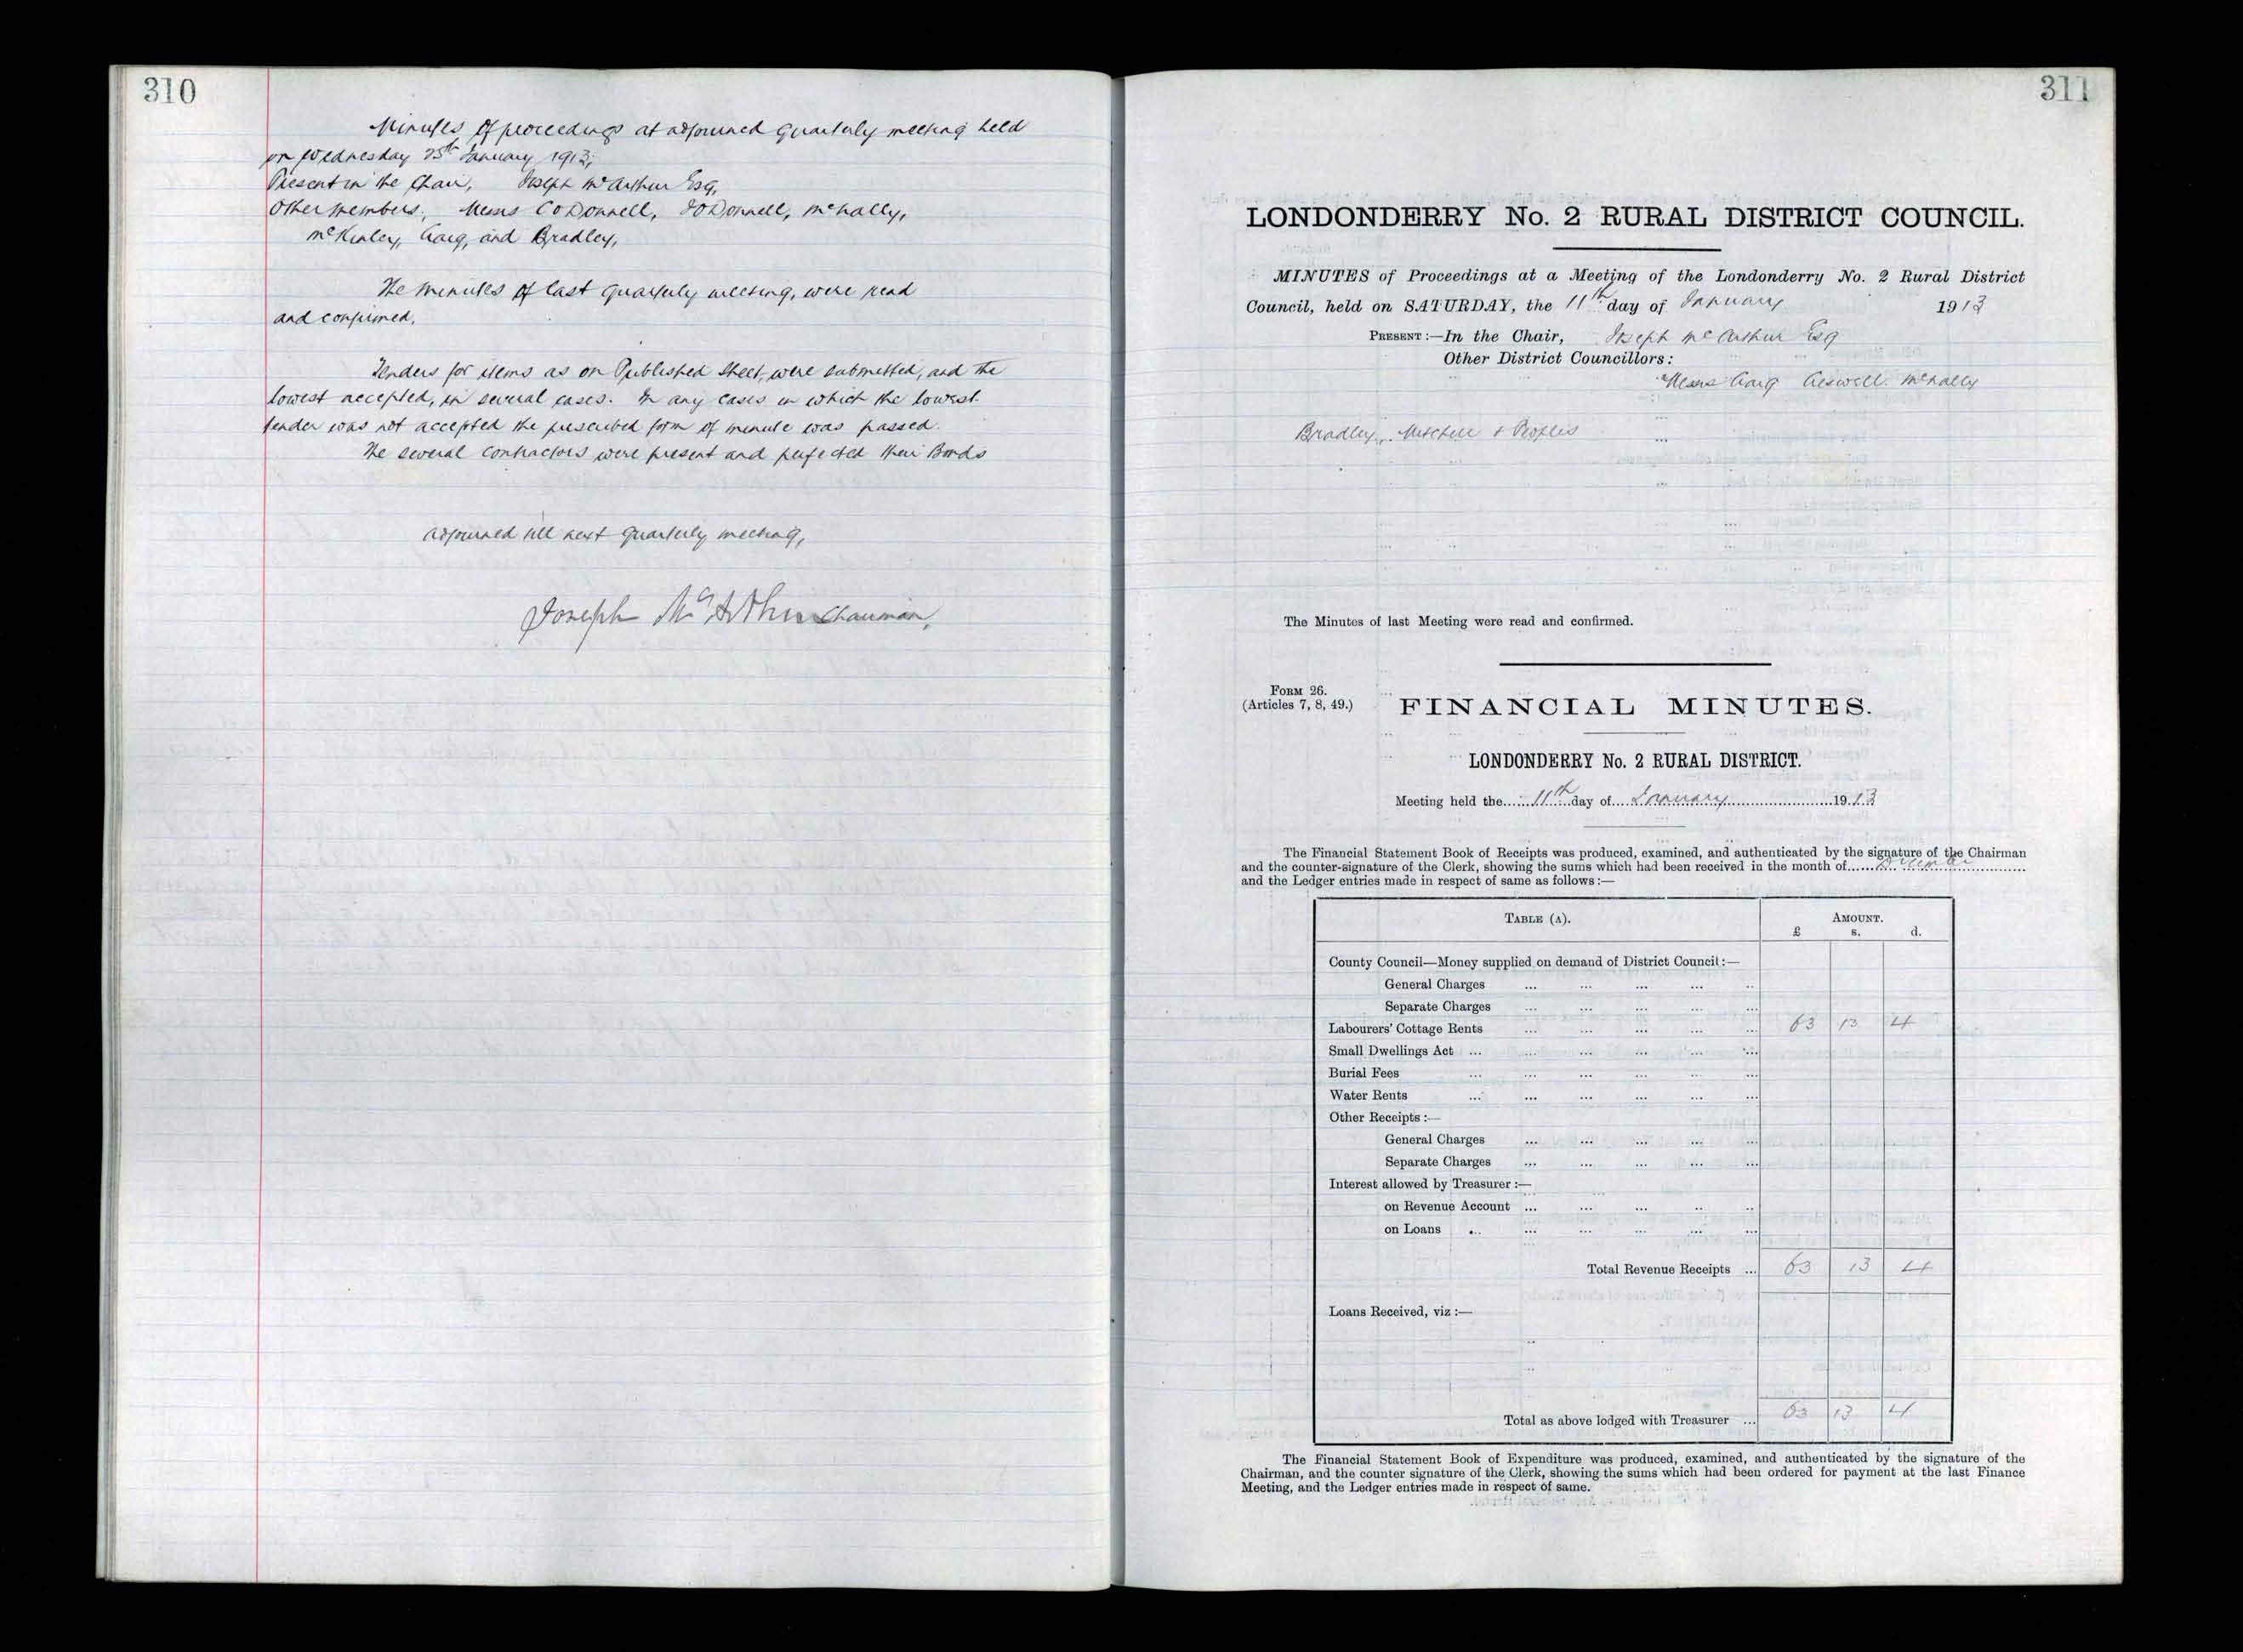 310
Minutes of proceedings at adjourned quarterly meeting held
on Wednesday 25th January 1913;
Present in the Chair, Joseph McArthur Esq,
Other members, Messrs C O'Donnell, J O'Donnell, McNally,
McKinley, Craig, and Bradley,
The minutes of last quarterly meeting, were read
and confirmed,
Tenders for items as on Published sheet, were submitted, and the
lowest accepted, in several cases. In any cases in which the lowest
tender was not accepted the prescribed form of minute was passed.
The several contractors were present and perfected their Bonds
adjourned till next quarterly meeting,
Joseph McArthur Chairman,
311
LONDONDERRY No. 2 RURAL DISTRICT COUNCIL.
MINUTES of Proceedings at a Meeting of the Londonderry No. 2 Rural District
Council, held on SATURDAY, the 11th day of January 1913
PRESENT :—In the Chair, Joseph McArthur Esq
Other District Councillors :
Messrs Craig McNally
Bradley, Mitchell + Peoples
The Minutes of last Meeting were read and confirmed.
FORM 26.
(Articles 7, 8, 49.)
FINANCIAL MINUTES.
LONDONDERRY No. 2 RURAL DISTRICT.
Meeting held the 11th day of January 1913
The Financial Statement Book of Receipts was produced, examined, and authenticated by the signature of the Chairman
and the counter-signature of the Clerk, showing the sums which had been received in the month of December
and the Ledger entries made in respect of same as follows :—
TABLE (A). AMOUNT.
£ s. d.
County Council—Money supplied on demand of District Council :—
General Charges
Separate Charges
Labourers' Cottage Rents 63 13 4
Small Dwellings Act
Burial Fees
Water Rents
Other Receipts :—
General Charges
Separate Charges
Interest allowed by Treasurer :—
on Revenue Account
on Loans
Total Revenue Receipts 63 13 4
Loans Received, viz :—
Total as above lodged with Treasurer 63 13 4
The Financial Statement Book of Expenditure was produced, examined, and authenticated by the signature of the
Chairman, and the counter signature of the Clerk, showing the sums which had been ordered for payment at the last Finance
Meeting, and the Ledger entries made in respect of same.